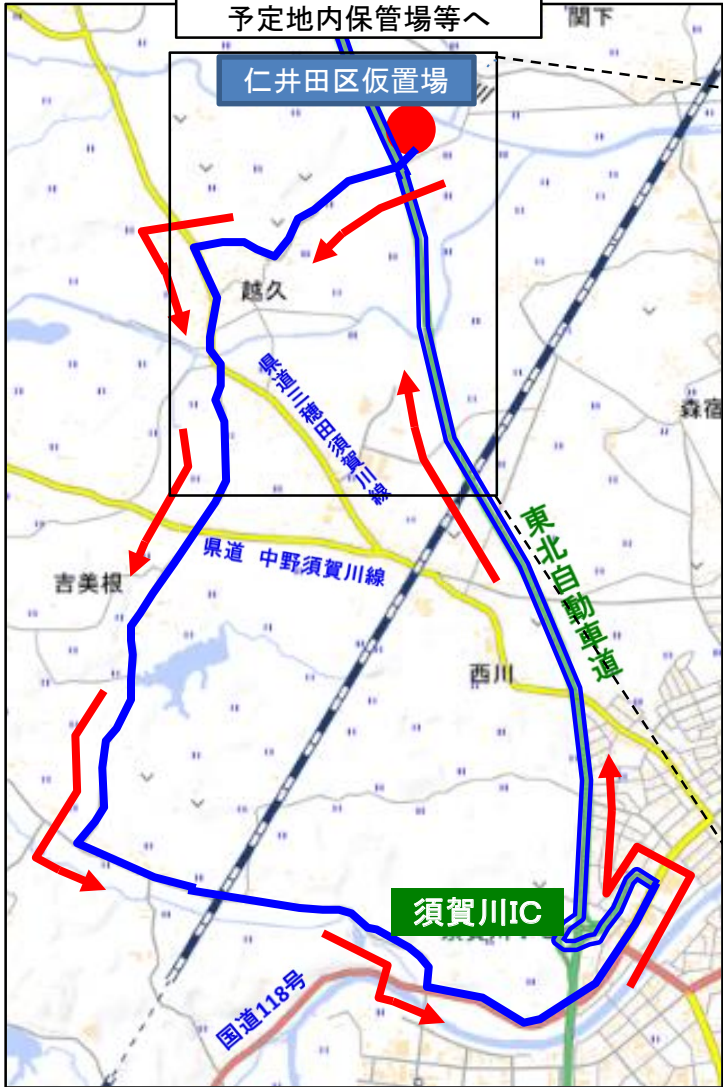 予定地内保管場等へ
関下
仁井田区仮置場
越久
県道三穂田須賀川線
森宿
東北自動車道
県道 中野須賀川線
吉美根
西川
須賀川IC
国道118号